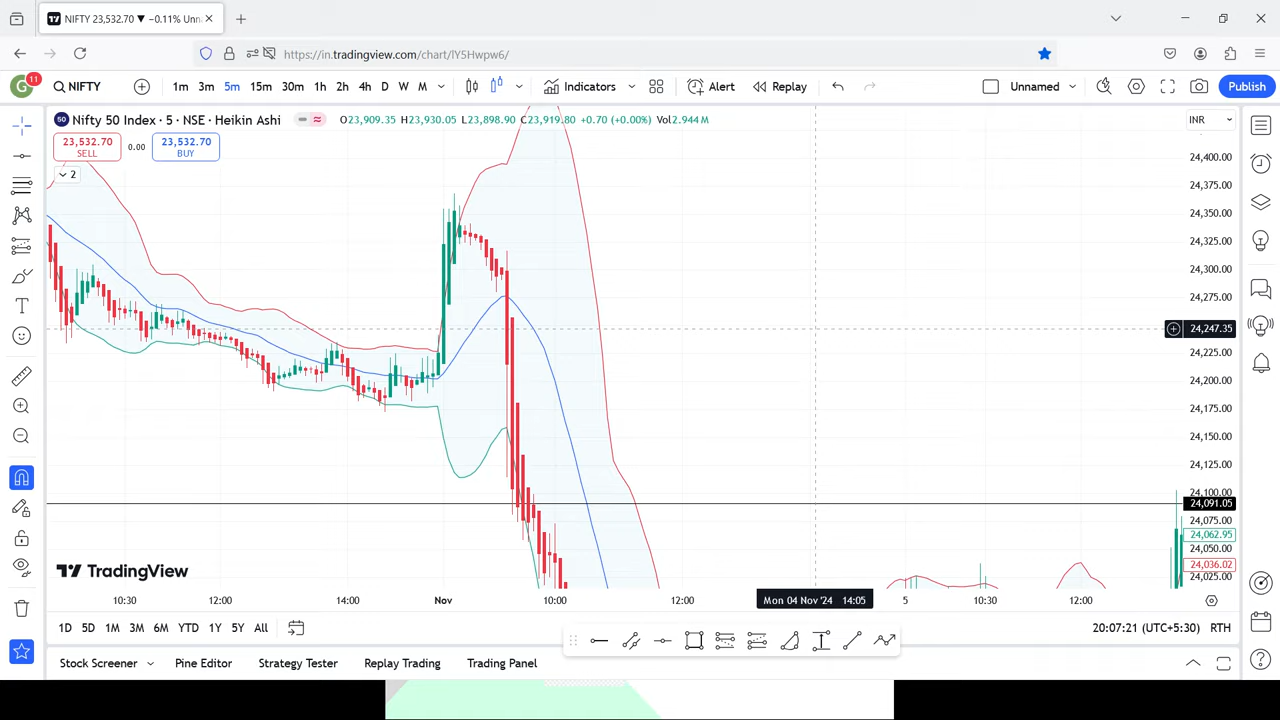 NIFTY 23,532.70 ▼ −0.11% Unn
https://in.tradingview.com/chart/lY5Hwpw6/
G 11 NIFTY 1m 3m 5m 15m 30m 1h 2h 4h D W M Indicators Alert Replay Unnamed Publish
50 Nifty 50 Index · 5 · NSE · Heikin Ashi O23,909.35 H23,930.05 L23,898.90 C23,919.80 +0.70 (+0.00%) Vol2.944 M
INR
23,532.70 SELL 0.00 23,532.70 BUY
2
24,400.00
24,375.00
24,350.00
24,325.00
24,300.00
24,275.00
24,247.35
24,225.00
24,200.00
24,175.00
24,150.00
24,125.00
24,100.00
24,091.05
24,075.00
24,062.95
24,050.00
24,036.02
24,025.00
TradingView
10:30 12:00 14:00 Nov 10:00 12:00 Mon 04 Nov '24 14:05 5 10:30 12:00
1D 5D 1M 3M 6M YTD 1Y 5Y All 20:07:21 (UTC+5:30) RTH
Stock Screener Pine Editor Strategy Tester Replay Trading Trading Panel